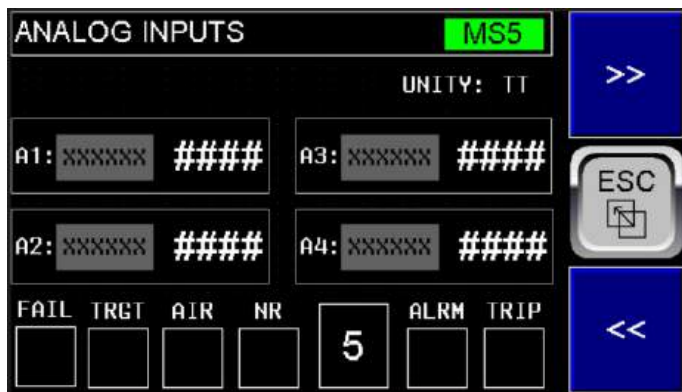 ANALOG INPUTS MS5
>>
UNITY: TT
A1: XXXXXX #### A3: XXXXXX ####
ESC
A2: XXXXXX #### A4: XXXXXX ####
FAIL TRGT AIR NR 5 ALRM TRIP
<<